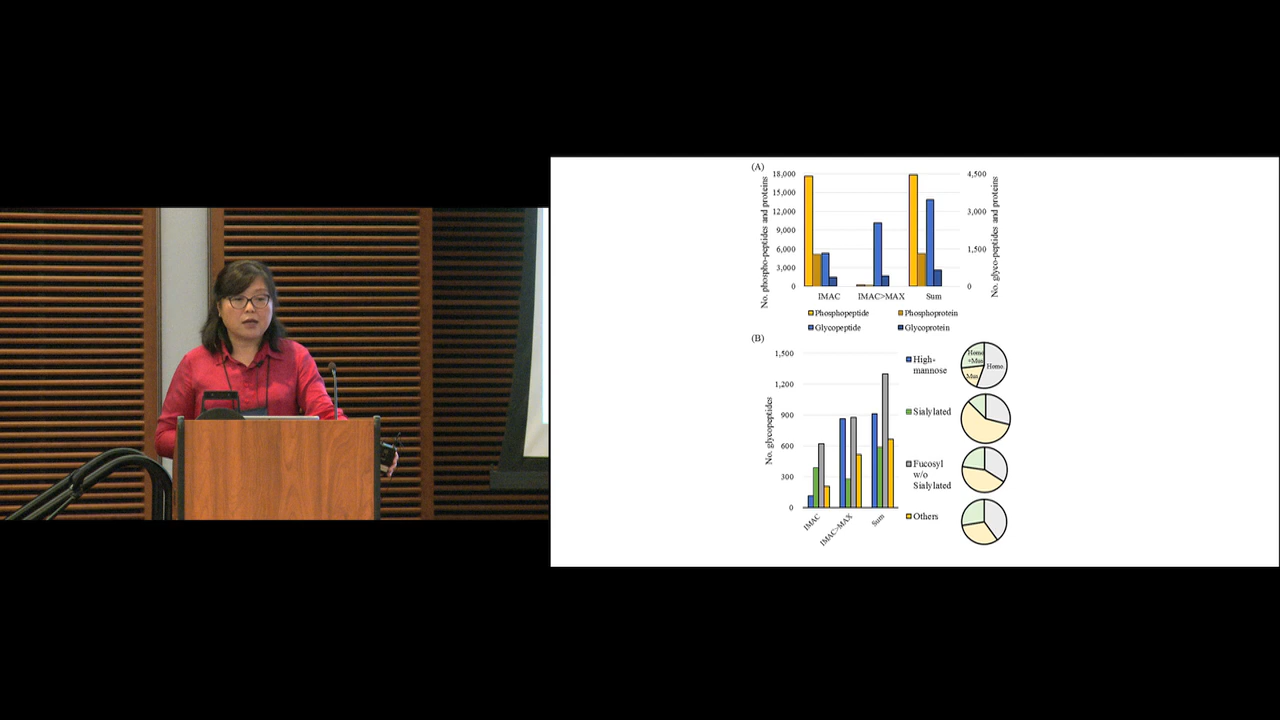 (A)
18,000
15,000
12,000
9,000
6,000
3,000
0
No. phospho-peptides and proteins
4,500
3,000
1,500
0
No. glyco-peptides and proteins
IMAC
IMAC>MAX
Sum
Phosphopeptide
Phosphoprotein
Glycopeptide
Glycoprotein
(B)
1,500
1,200
900
600
300
0
No. glycopeptides
IMAC
IMAC>MAX
Sum
High-
mannose
Sialylated
Fucosyl
w/o
Sialylated
Others
Homo
+Mus
Homo
Mus